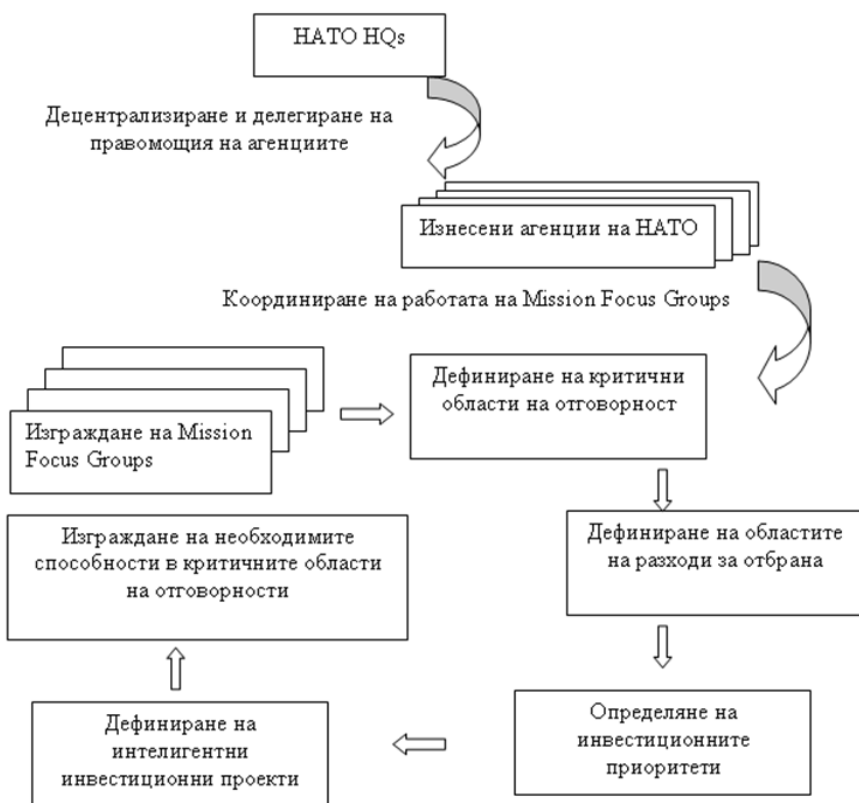 НАТО HQs
Децентрализиране и делегиране на
правомощия на агенциите
Изнесени агенции на НАТО
Координиране на работата на Mission Focus Groups
Изграждане на Mission
Focus Groups
Дефиниране на критични
области на отговорност
Изграждане на необходимите
способности в критичните области
на отговорности
Дефиниране на областите
на разходи за отбрана
Дефиниране на
интелигентни
инвестиционни проекти
Определяне на
инвестиционните
приоритети